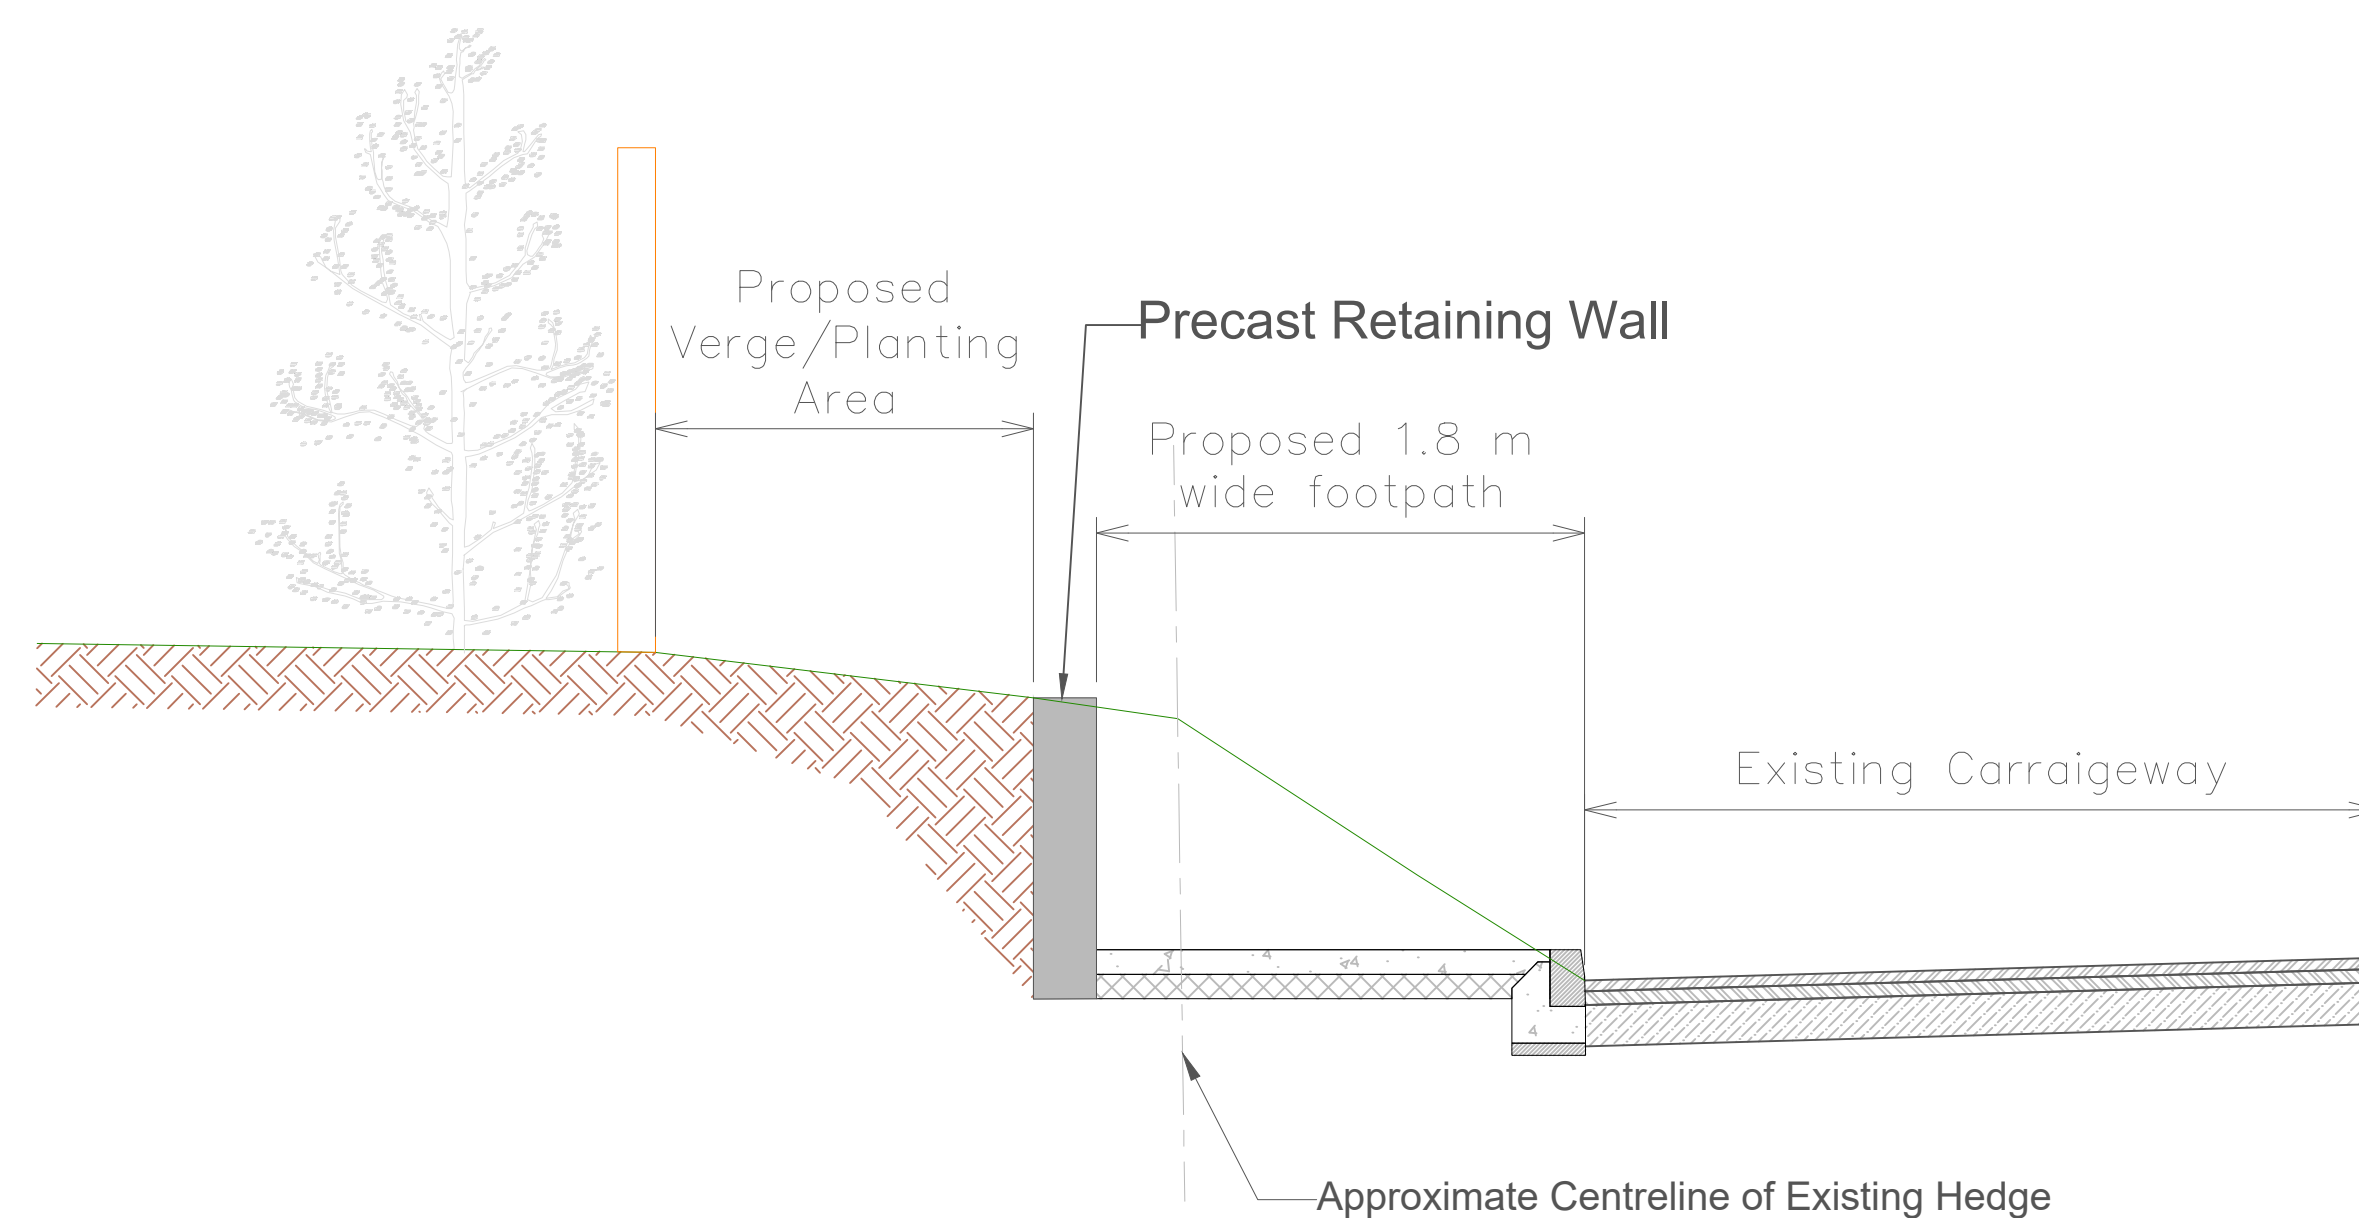 Proposed
Verge/Planting
Area
Precast Retaining Wall
Proposed 1.8 m
wide footpath
Existing Carraigeway
Approximate Centreline of Existing Hedge